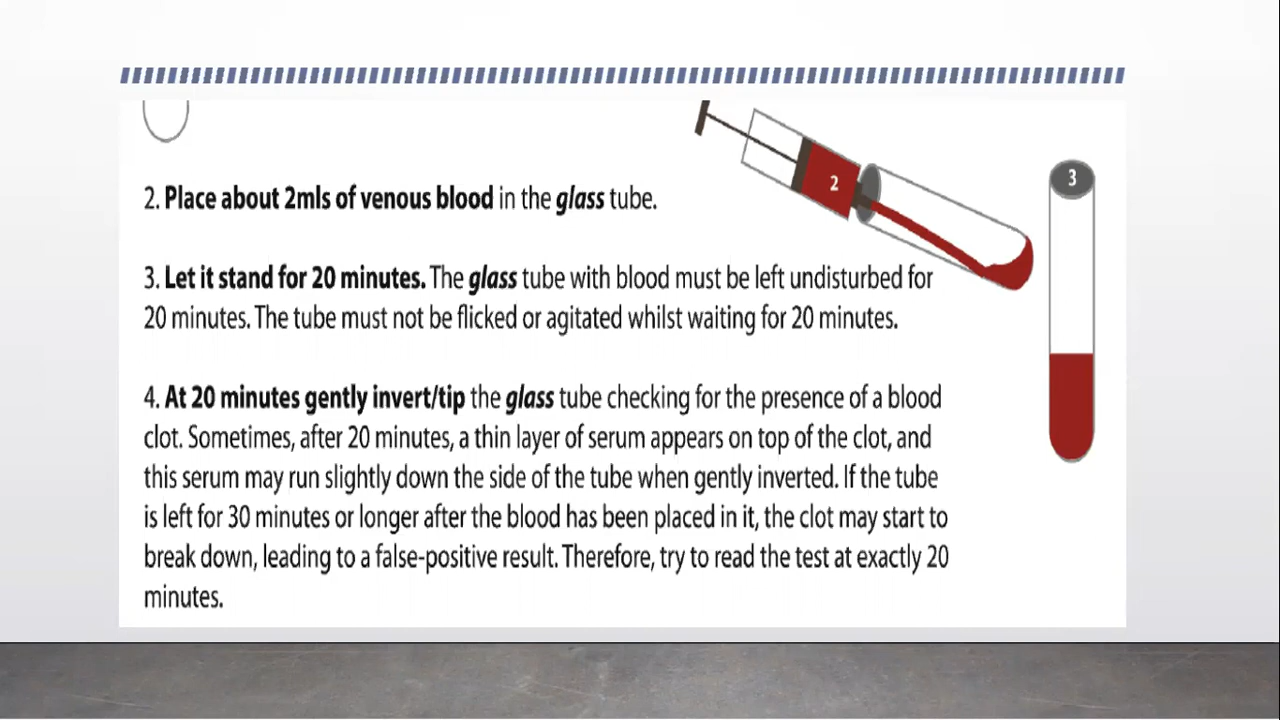 2. Place about 2mls of venous blood in the glass tube.
2
3
3. Let it stand for 20 minutes. The glass tube with blood must be left undisturbed for
20 minutes. The tube must not be flicked or agitated whilst waiting for 20 minutes.
4. At 20 minutes gently invert/tip the glass tube checking for the presence of a blood
clot. Sometimes, after 20 minutes, a thin layer of serum appears on top of the clot, and
this serum may run slightly down the side of the tube when gently inverted. If the tube
is left for 30 minutes or longer after the blood has been placed in it, the clot may start to
break down, leading to a false-positive result. Therefore, try to read the test at exactly 20
minutes.